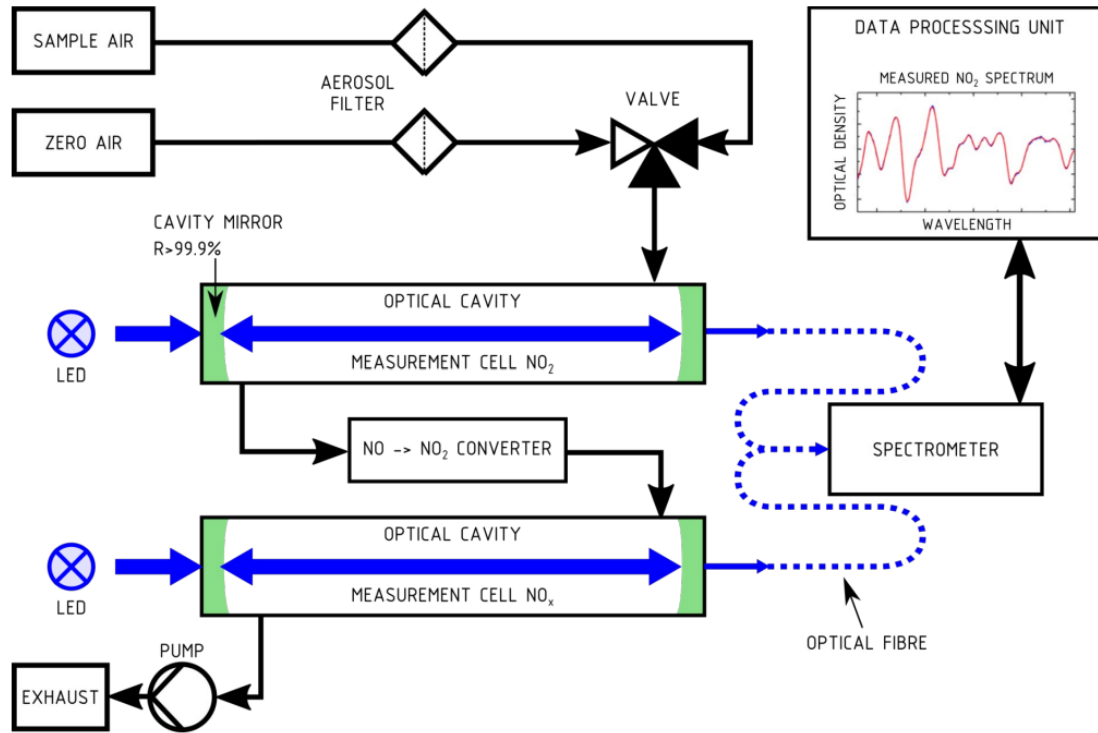 SAMPLE AIR
AEROSOL
FILTER
ZERO AIR
VALVE
DATA PROCESSSING UNIT
MEASURED NO₂ SPECTRUM
OPTICAL DENSITY
WAVELENGTH
CAVITY MIRROR
R>99.9%
LED
OPTICAL CAVITY
MEASUREMENT CELL NO₂
NO -> NO₂ CONVERTER
SPECTROMETER
LED
OPTICAL CAVITY
MEASUREMENT CELL NOₓ
OPTICAL FIBRE
PUMP
EXHAUST